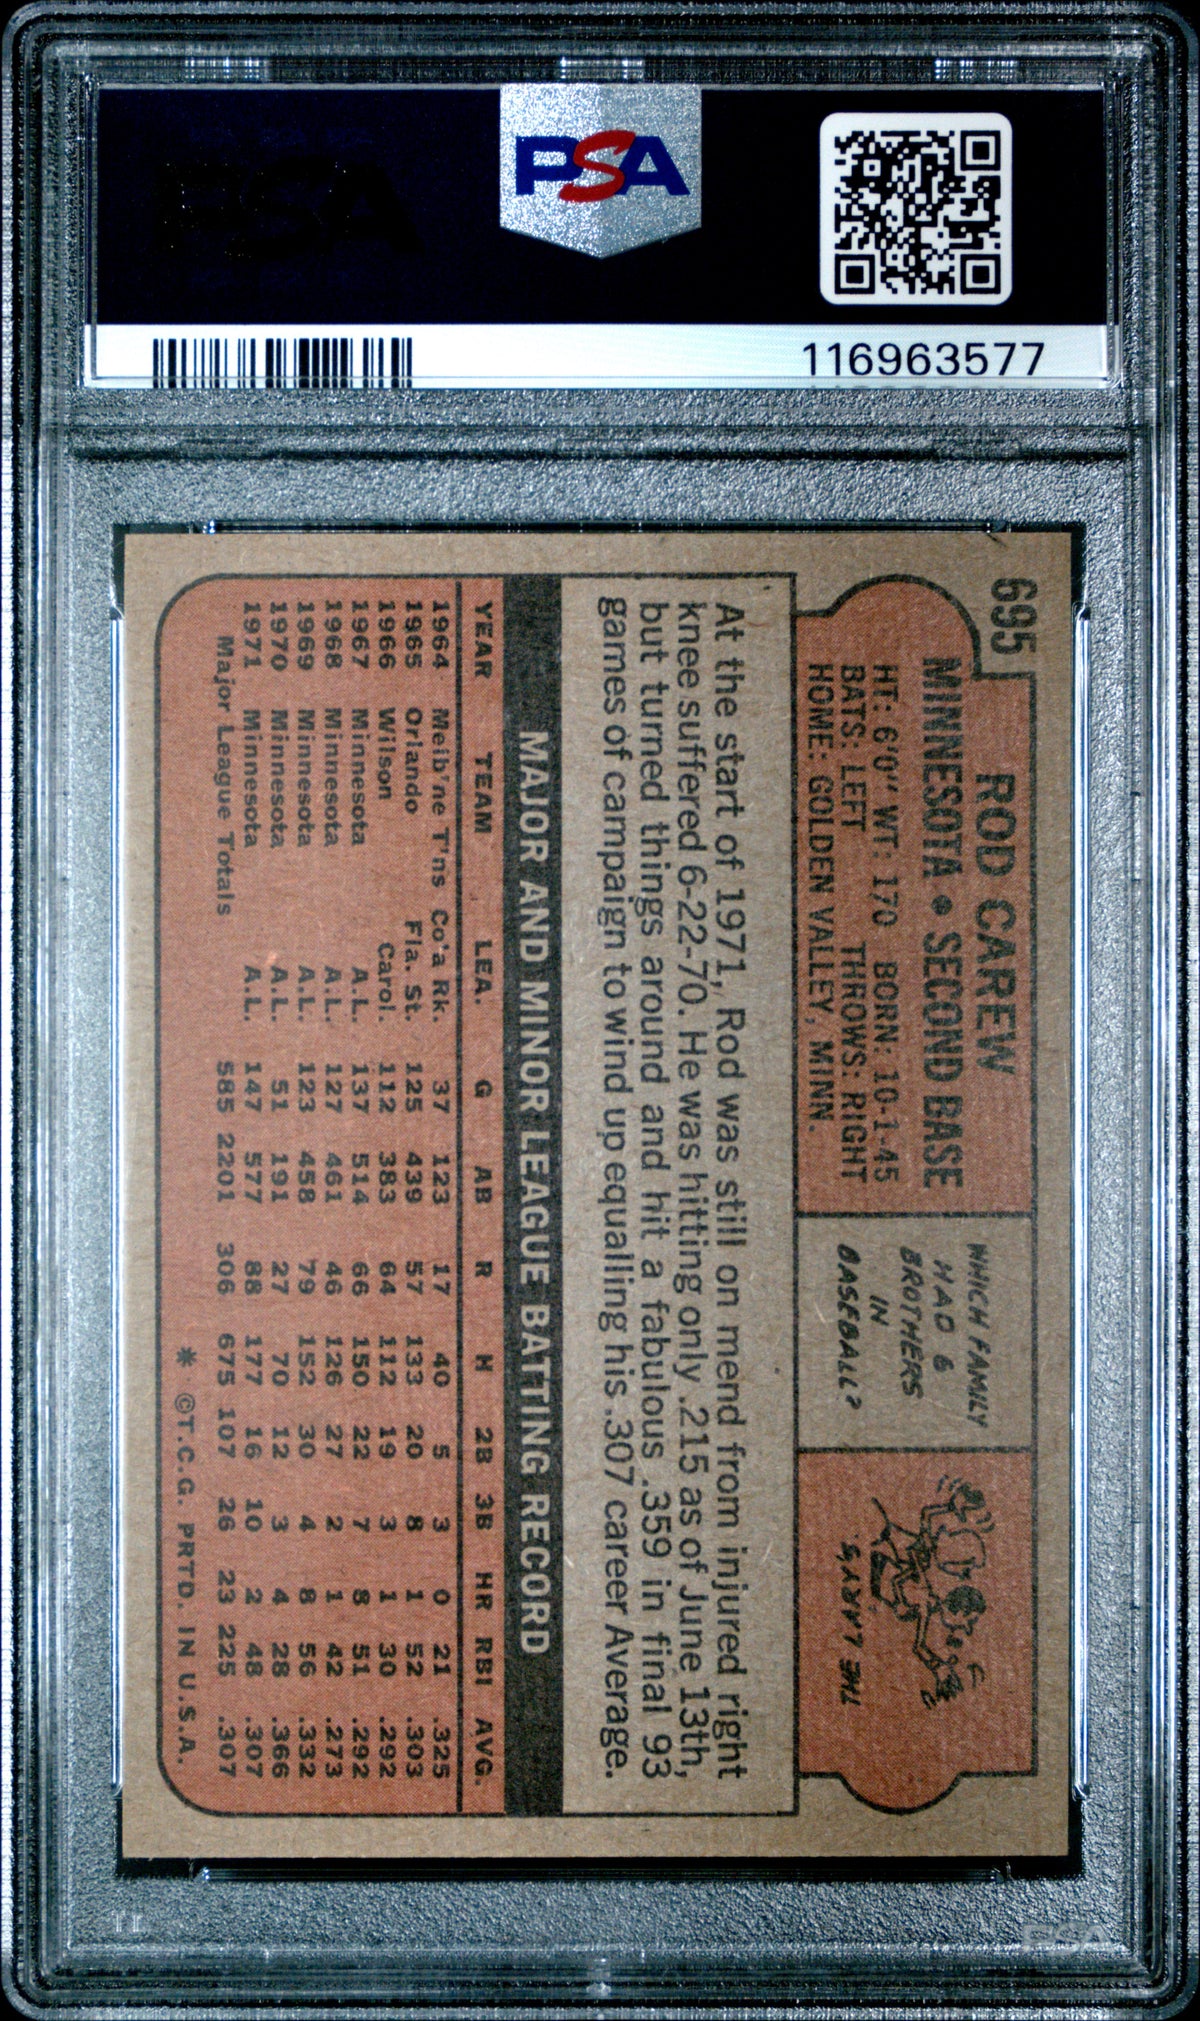 PSA
116963577
695
ROD CAREW
MINNESOTA • SECOND BASE
HT: 6'0" WT: 170 BORN: 10-1-45
BATS: LEFT THROWS: RIGHT
HOME: GOLDEN VALLEY, MINN.
WHICH FAMILY
HAD 6
BROTHERS
IN
BASEBALL?
THE LARY'S
At the start of 1971, Rod was still on mend from injured right
knee suffered 6-22-70. He was hitting only .215 as of June 13th,
but turned things around and hit a fabulous .359 in final 93
games of campaign to wind up equalling his .307 career Average.
MAJOR AND MINOR LEAGUE BATTING RECORD
YEAR TEAM LEA. G AB R H 2B 3B HR RBI AVG.
1964 Melb'ne T'ns Co'a Rk. 37 123 17 40 5 3 0 21 .325
1965 Orlando Fla. St. 125 439 57 133 20 8 1 52 .303
1966 Wilson Carol. 112 383 64 112 19 3 1 30 .292
1967 Minnesota A.L. 137 514 66 150 22 7 8 51 .292
1968 Minnesota A.L. 127 461 46 126 27 2 1 42 .273
1969 Minnesota A.L. 123 458 79 152 30 4 8 56 .332
1970 Minnesota A.L. 51 191 27 70 12 3 4 28 .366
1971 Minnesota A.L. 147 577 88 177 16 10 2 48 .307
Major League Totals 585 2201 306 675 107 26 23 225 .307
* ©T.C.G. PRTD. IN U.S.A.
PSA